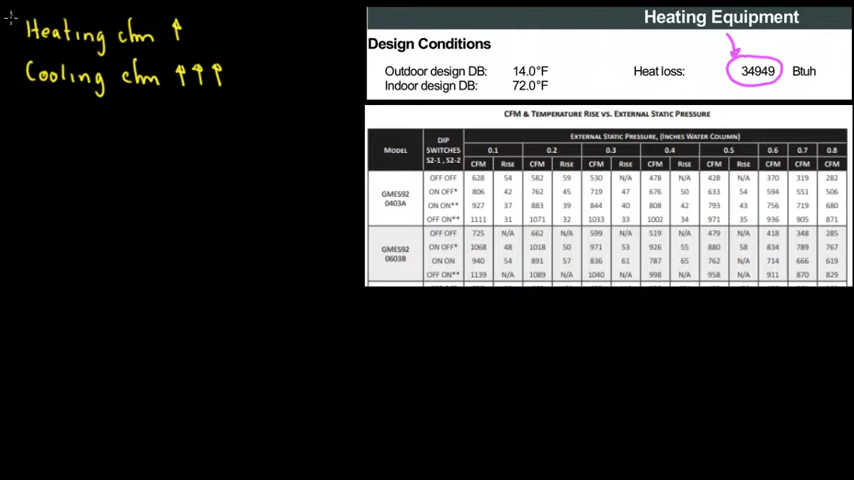 Heating cfm ↑
Cooling cfm ↑↑↑
Heating Equipment
Design Conditions
Outdoor design DB: 14.0°F Heat loss: 34949 Btuh
Indoor design DB: 72.0°F
CFM & TEMPERATURE RISE VS. EXTERNAL STATIC PRESSURE
MODEL DIP SWITCHES S2-1, S2-2 EXTERNAL STATIC PRESSURE, (INCHES WATER COLUMN)
0.1 0.2 0.3 0.4 0.5 0.6 0.7 0.8
CFM RISE CFM RISE CFM RISE CFM RISE CFM RISE CFM CFM CFM
GMES92 0403A
OFF OFF 628 54 582 59 530 N/A 478 N/A 428 N/A 370 319 282
ON OFF* 806 42 762 45 719 47 676 50 633 54 594 551 506
ON ON** 927 37 883 39 844 40 808 42 793 43 756 719 680
OFF ON** 1111 31 1071 32 1033 33 1002 34 971 35 936 905 871
GMES92 0603B
OFF OFF 725 N/A 662 N/A 599 N/A 519 N/A 479 N/A 418 348 285
ON OFF* 1068 48 1018 50 971 53 926 55 880 58 834 789 767
ON ON 940 54 891 57 836 61 787 65 762 N/A 714 666 619
OFF ON** 1139 N/A 1089 N/A 1040 N/A 998 N/A 958 N/A 911 870 829